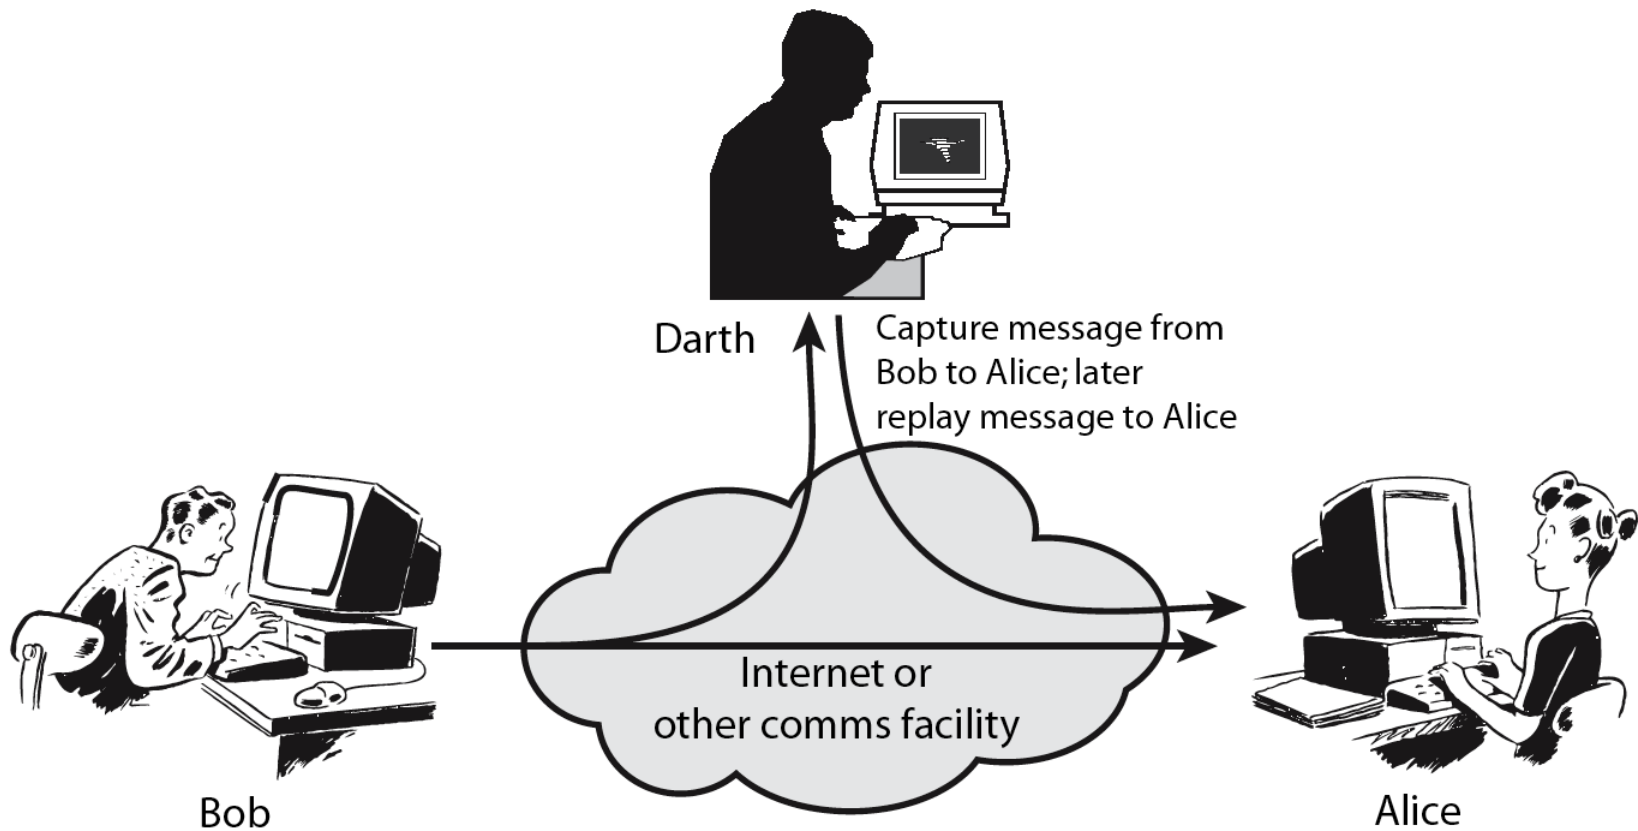 Darth
Capture message from
Bob to Alice; later
replay message to Alice
Internet or
other comms facility
Bob
Alice